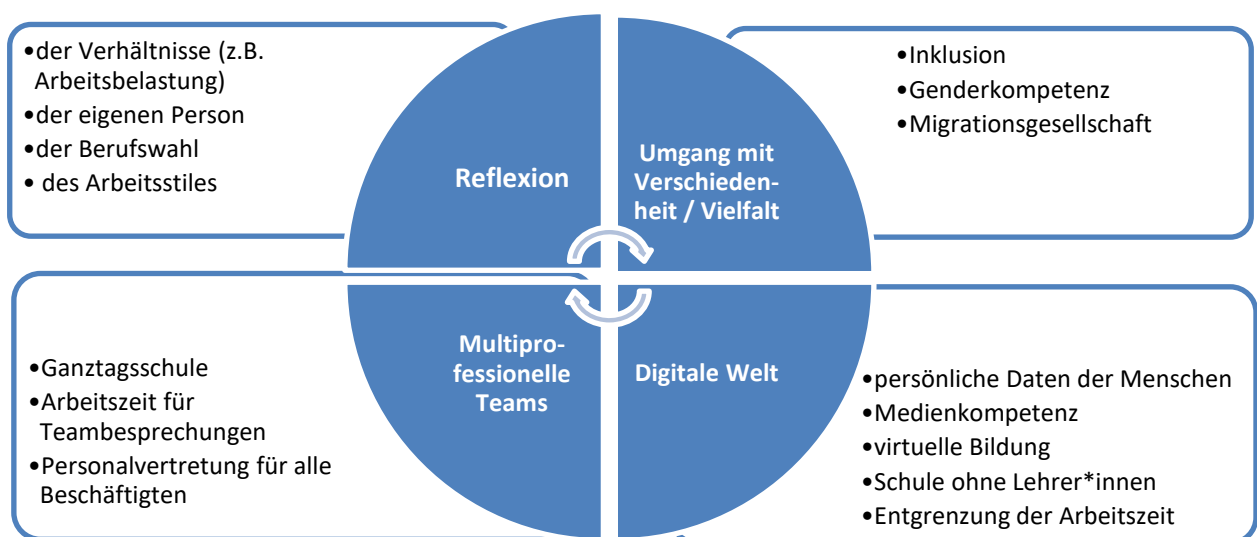 •der Verhältnisse (z.B.
Arbeitsbelastung)
•der eigenen Person
•der Berufswahl
• des Arbeitsstiles
Reflexion
Umgang mit
Verschieden-
heit / Vielfalt
•Inklusion
•Genderkompetenz
•Migrationsgesellschaft
•Ganztagsschule
•Arbeitszeit für
Teambesprechungen
•Personalvertretung für alle
Beschäftigten
Multipro-
fessionelle
Teams
Digitale Welt
•persönliche Daten der Menschen
•Medienkompetenz
•virtuelle Bildung
•Schule ohne Lehrer*innen
•Entgrenzung der Arbeitszeit